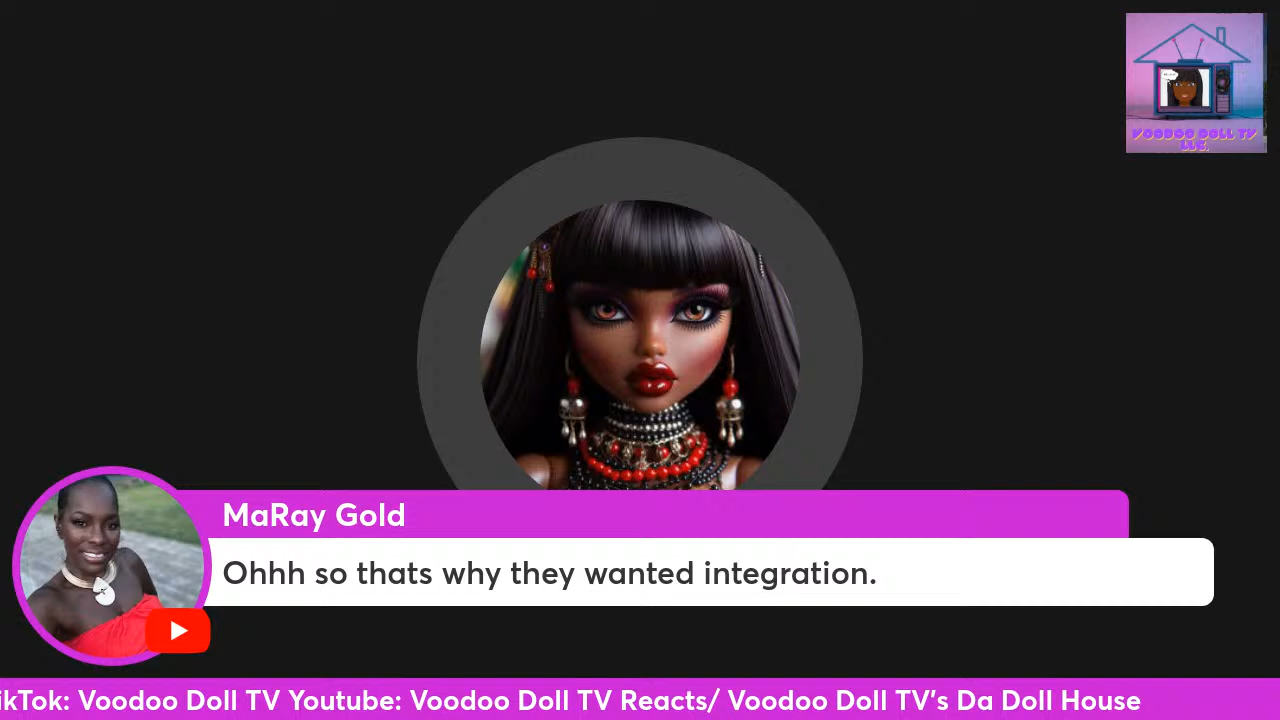 VOODOO DOLL TV
LLC.
MaRay Gold
Ohhh so thats why they wanted integration.
ikTok: Voodoo Doll TV Youtube: Voodoo Doll TV Reacts/ Voodoo Doll TV's Da Doll House